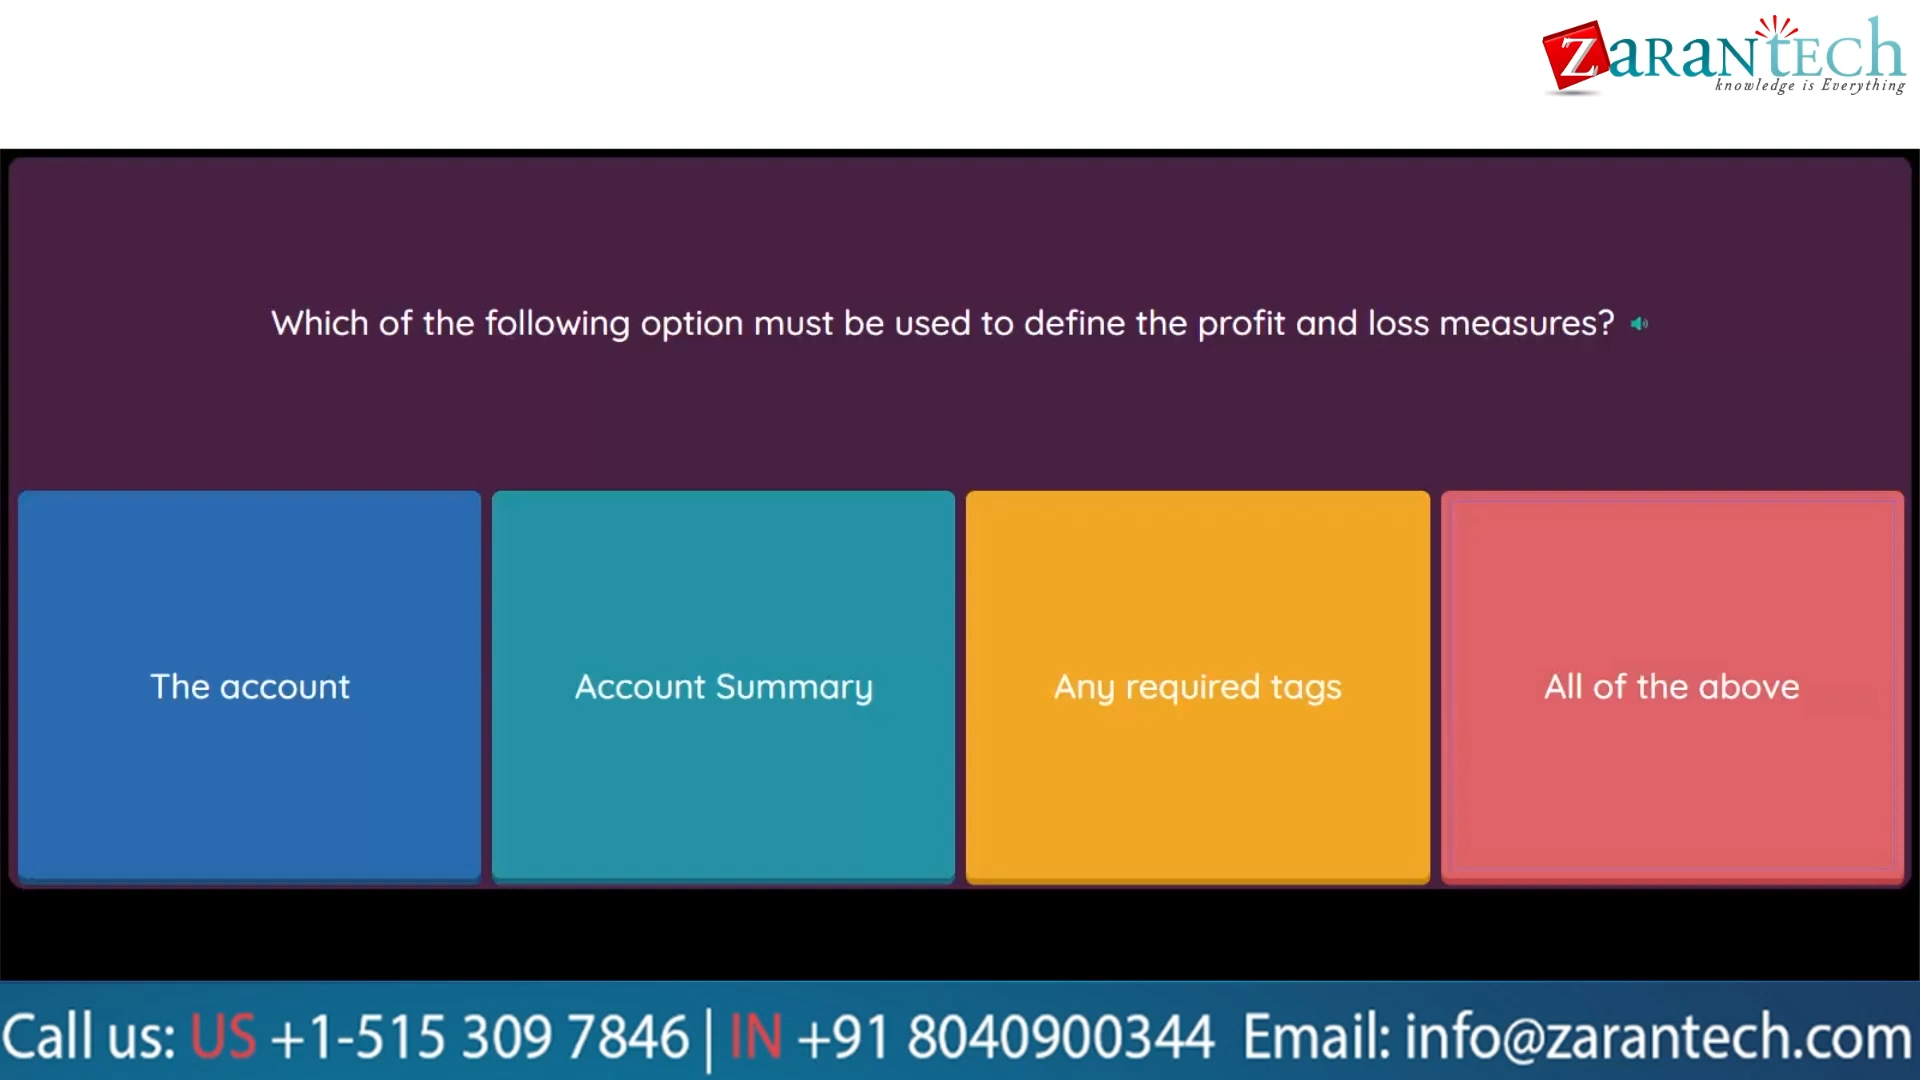 ZaranTech
knowledge is Everything
Which of the following option must be used to define the profit and loss measures?
The account
Account Summary
Any required tags
All of the above
Call us: US +1-515 309 7846 | IN +91 8040900344 Email: info@zarantech.com